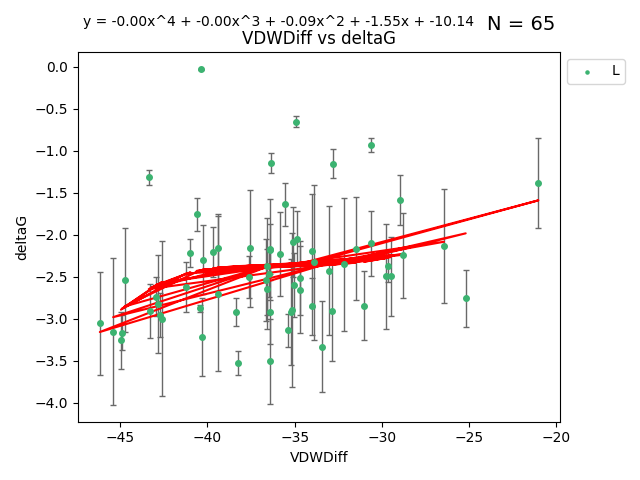 y = -0.00x^4 + -0.00x^3 + -0.09x^2 + -1.55x + -10.14 N = 65
VDWDiff vs deltaG
L
0.0
−0.5
−1.0
−1.5
−2.0
−2.5
−3.0
−3.5
−4.0
deltaG
−45 −40 −35 −30 −25 −20
VDWDiff